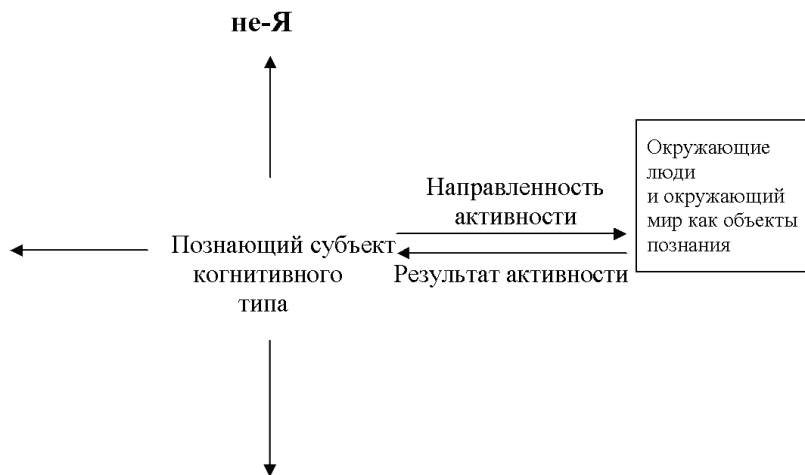 не-Я
Окружающие
люди
и окружающий
мир как объекты
познания
Направленность
активности
Познающий субъект
когнитивного
типа
Результат активности